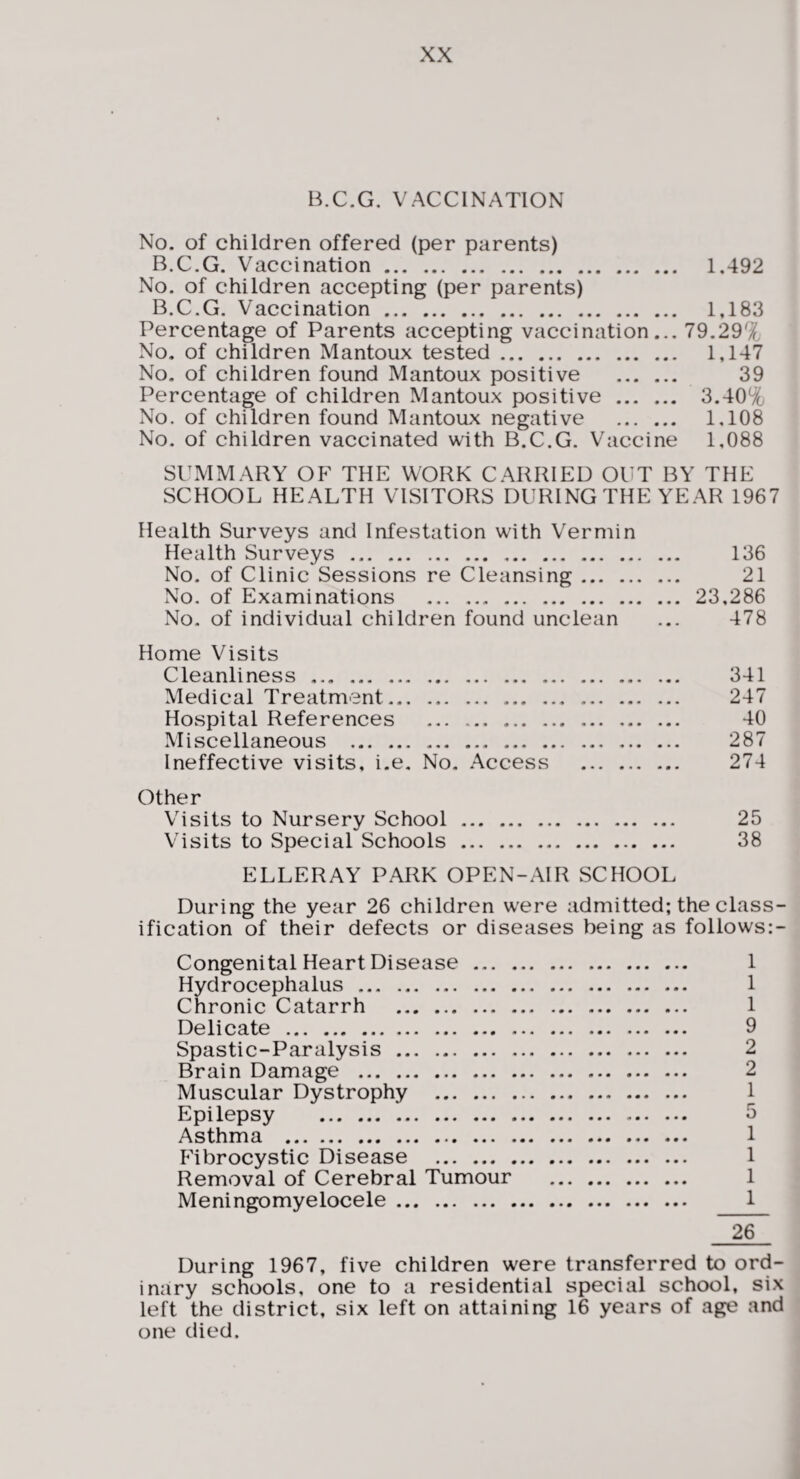 XX
B.C.G. VACCINATION
No. of children offered (per parents)
B.C.G. Vaccination ... ... ... ... ... ... ... ... 1.492
No. of children accepting (per parents)
B.C.G. Vaccination ... ... ... ... ... ... ... ... 1,183
Percentage of Parents accepting vaccination... 79.29%
No. of children Mantoux tested ... ... ... ... ... 1,147
No. of children found Mantoux positive ... ... 39
Percentage of children Mantoux positive ... ... 3.40%
No. of children found Mantoux negative ... ... 1.108
No. of children vaccinated with B.C.G. Vaccine 1,088
SUMMARY OF THE WORK CARRIED OUT BY THE
SCHOOL HEALTH VISITORS DURING THE YEAR 1967
Health Surveys and Infestation with Vermin
Health Surveys ... ... ... ... ... ... ... ... ... 136
No. of Clinic Sessions re Cleansing ... ... ... 21
No. of Examinations ... ... ... ... ... ... ... 23,286
No. of individual children found unclean ... 478
Home Visits
Cleanliness ... ... ... ... ... ... ... ... ... ... 341
Medical Treatment... ... ... ... ... ... ... ... 247
Hospital References ... ... ... ... ... ... ... 40
Miscellaneous ... ... ... ... ... ... ... ... ... 287
Ineffective visits, i.e. No. Access ... ... ... 274
Other
Visits to Nursery School ... ... ... ... ... ... 25
Visits to Special Schools ... ... ... ... ... ... 38
ELLERAY PARK OPEN-AIR SCHOOL
During the year 26 children were admitted; the class-
ification of their defects or diseases being as follows:-
Congenital Heart Disease ... ... ... ... ... ... 1
Hydrocephalus ... ... ... ... ... ... ... ... ... 1
Chronic Catarrh ... ... ... ... ... ... ... ... 1
Delicate ... ... ... ... ... ... ... ... ... ... ... 9
Spastic-Paralysis ... ... ... ... ... ... ... ... 2
Brain Damage ... ... ... ... ... ... ... ... ... 2
Muscular Dystrophy ... ... ... ... ... ... ... 1
Epilepsy ... ... ... ... ... ... ... ... ... ... 5
Asthma ... ... ... ... ... ... ... ... ... ... ... 1
Fibrocystic Disease ... ... ... ... ... ... ... 1
Removal of Cerebral Tumour ... ... ... ... 1
Meningomyelocele ... ... ... ... ... ... ... ... 1
26
During 1967, five children were transferred to ord-
inary schools, one to a residential special school, six
left the district, six left on attaining 16 years of age and
one died.